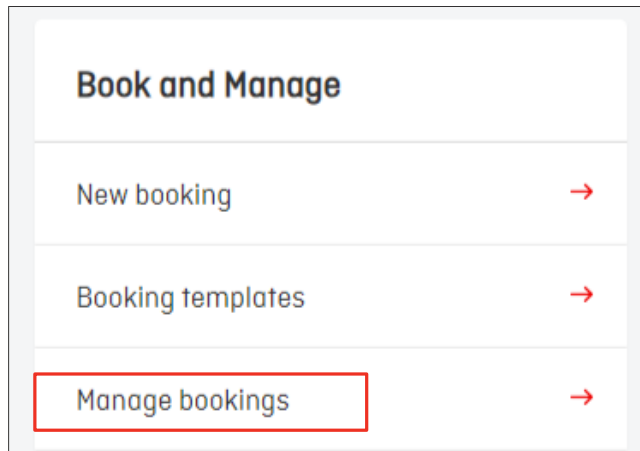 Book and Manage
New booking
Booking templates
Manage bookings